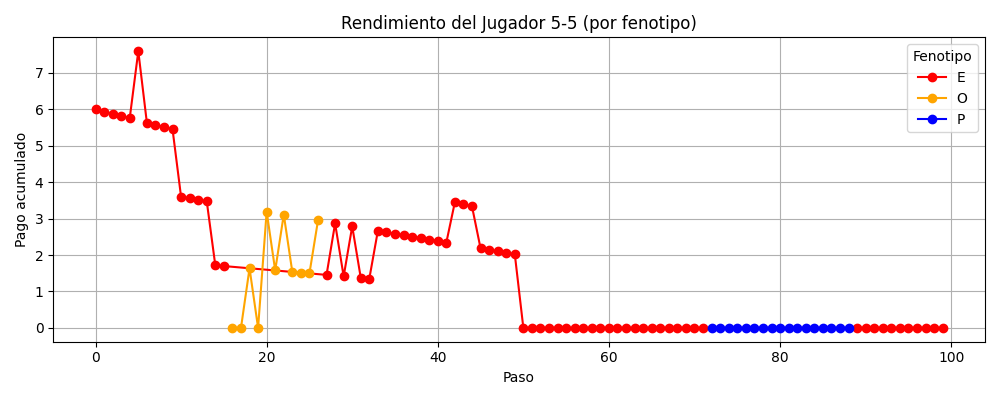 Rendimiento del Jugador 5-5 (por fenotipo)
Fenotipo
E
O
P
Pago acumulado
7
6
5
4
3
2
1
0
0 20 40 60 80 100
Paso